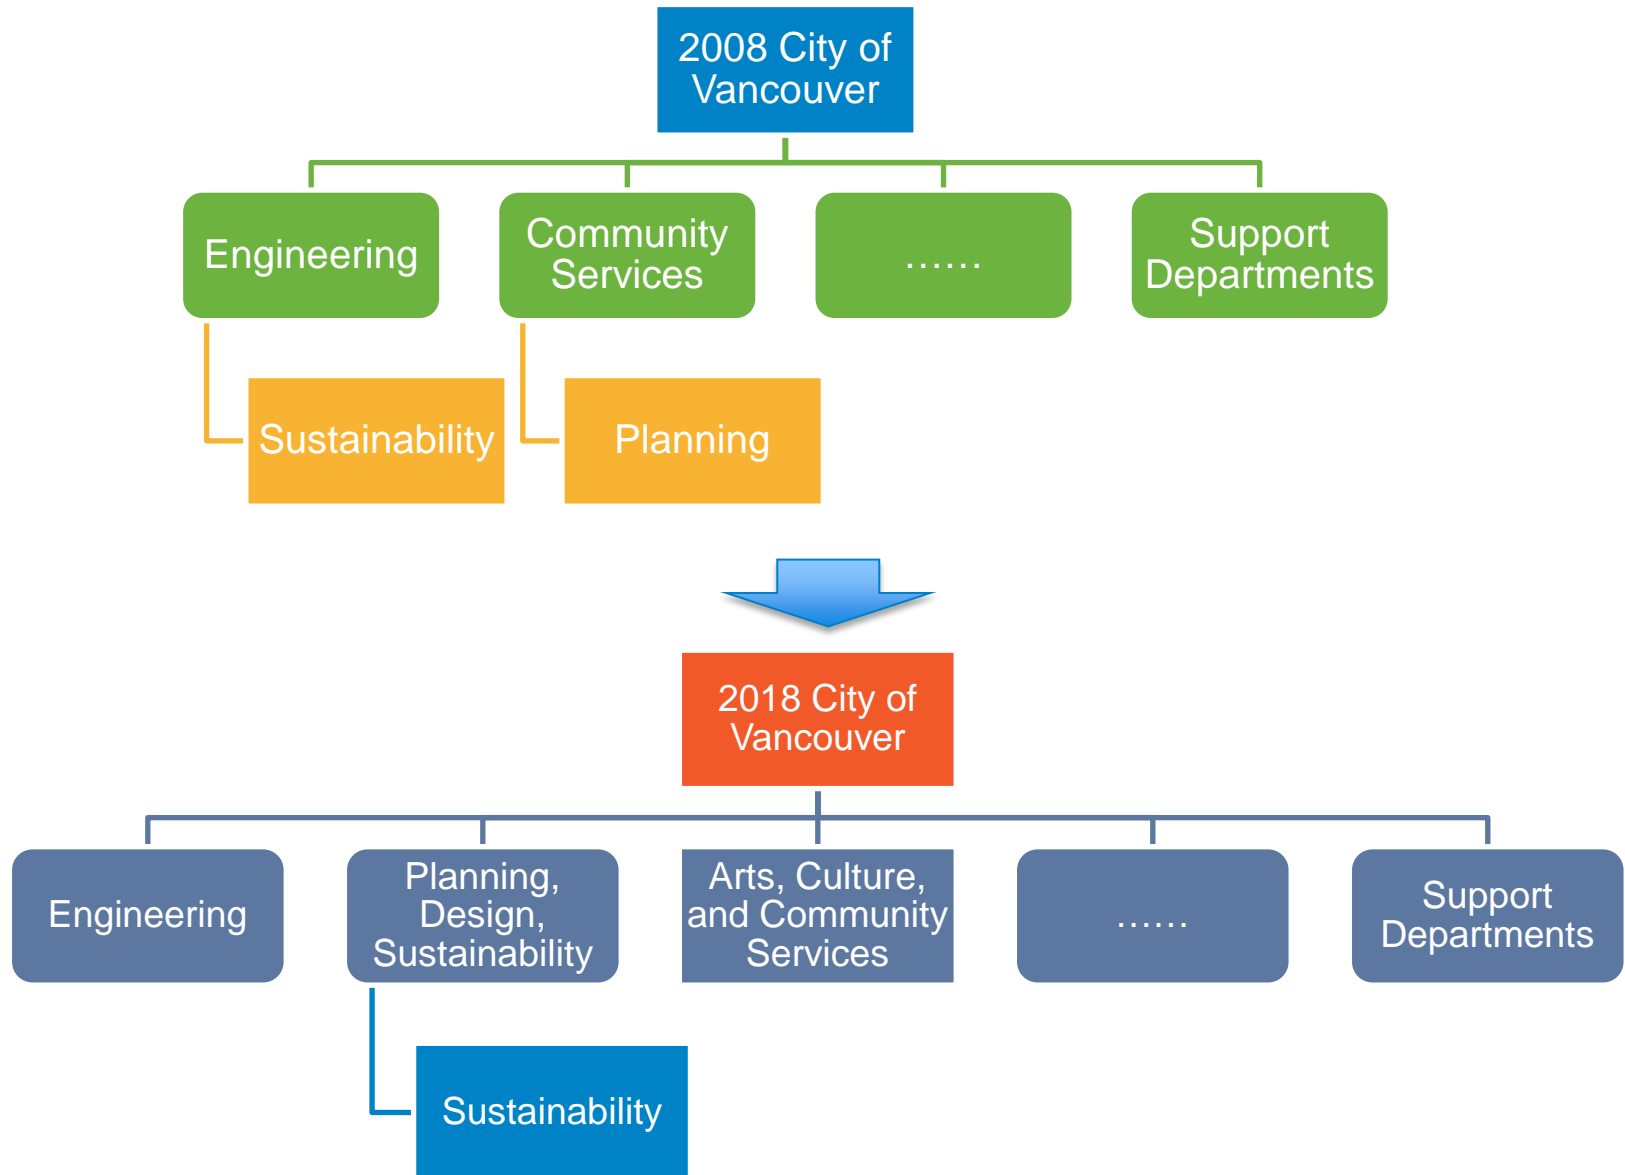 2008 City of
Vancouver
Engineering
Community
Services
......
Support
Departments
Sustainability
Planning
2018 City of
Vancouver
Engineering
Planning,
Design,
Sustainability
Arts, Culture,
and Community
Services
......
Support
Departments
Sustainability